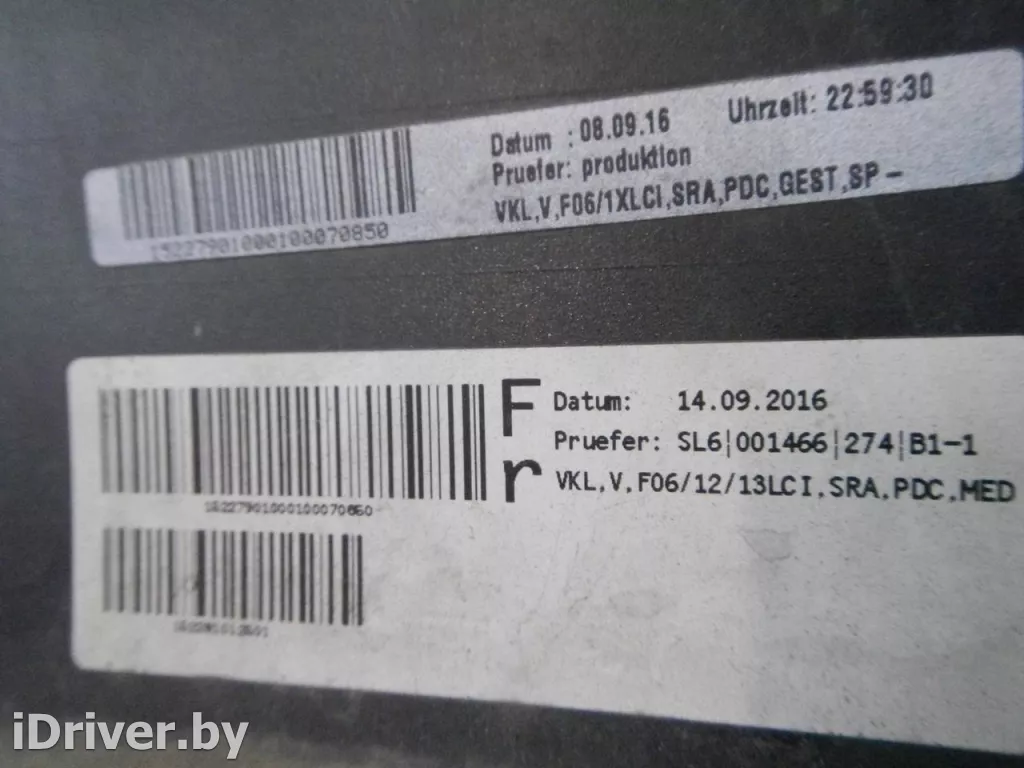 Datum : 08.09.16 Uhrzeit: 22:59:30
Pruefer: produktion
VKL,V,F06/1XLCI,SRA,PDC,GEST,SP-
15227901000100070850
F Datum: 14.09.2016
Pruefer: SL6|001466|274|B1-1
r VKL,V,F06/12/13LCI,SRA,PDC,MED
iDriver.by